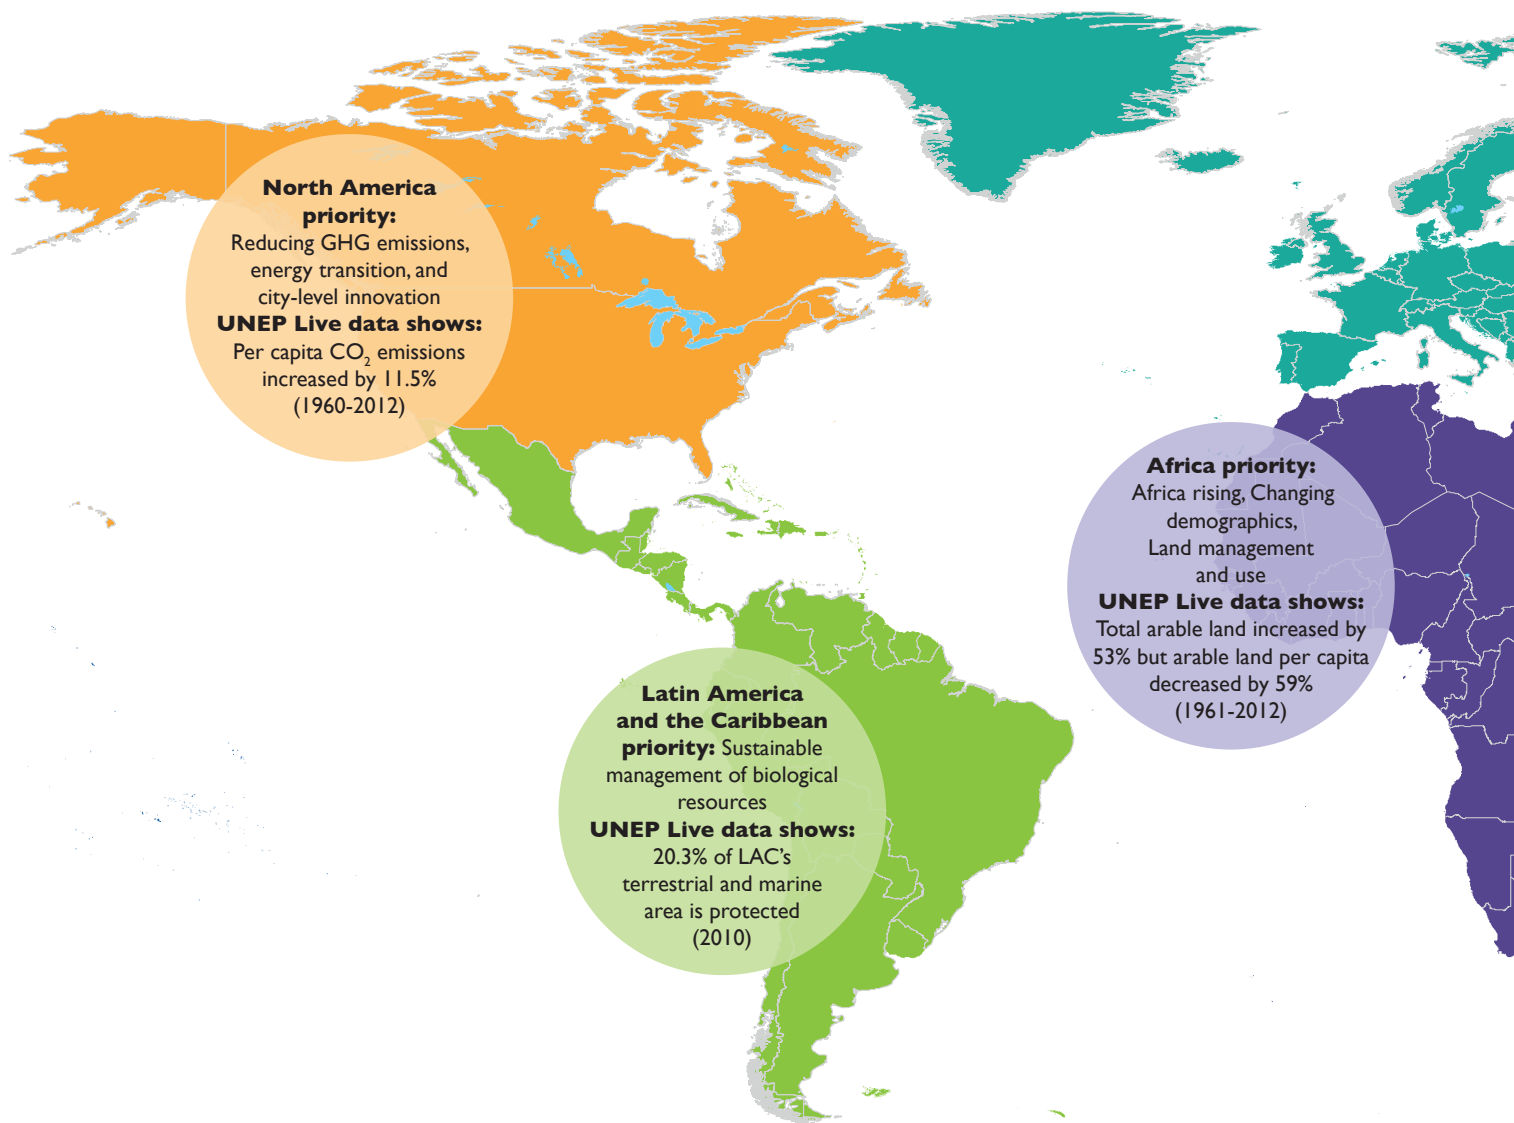 North America
priority:
Reducing GHG emissions,
energy transition, and
city-level innovation
UNEP Live data shows:
Per capita CO₂ emissions
increased by 11.5%
(1960-2012)
Africa priority:
Africa rising, Changing
demographics,
Land management
and use
UNEP Live data shows:
Total arable land increased by
53% but arable land per capita
decreased by 59%
(1961-2012)
Latin America
and the Caribbean
priority: Sustainable
management of biological
resources
UNEP Live data shows:
20.3% of LAC’s
terrestrial and marine
area is protected
(2010)